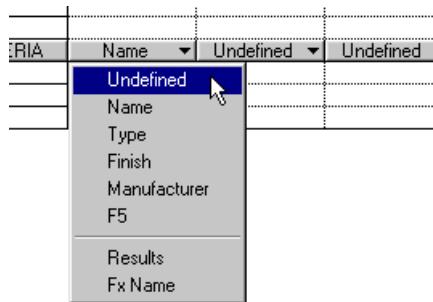 ERIA Name Undefined Undefined
Undefined
Name
Type
Finish
Manufacturer
F5
Results
Fx Name